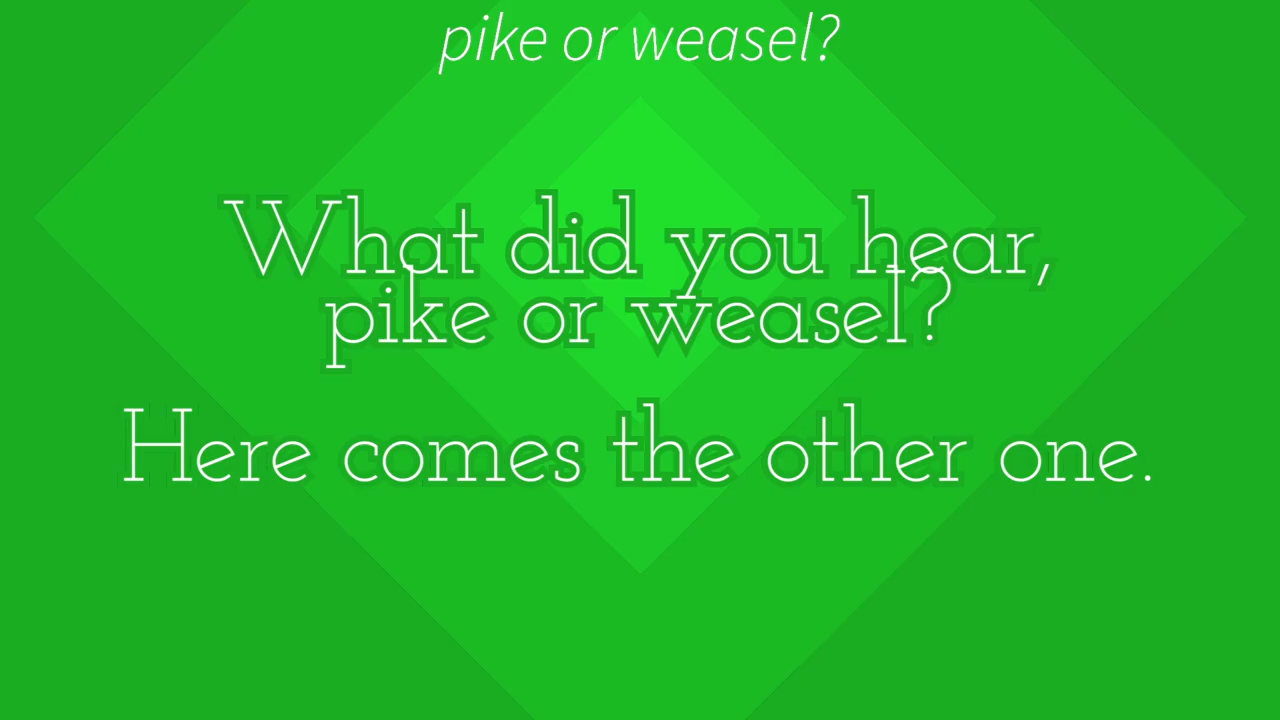 pike or weasel?
What did you hear,
pike or weasel?
Here comes the other one.